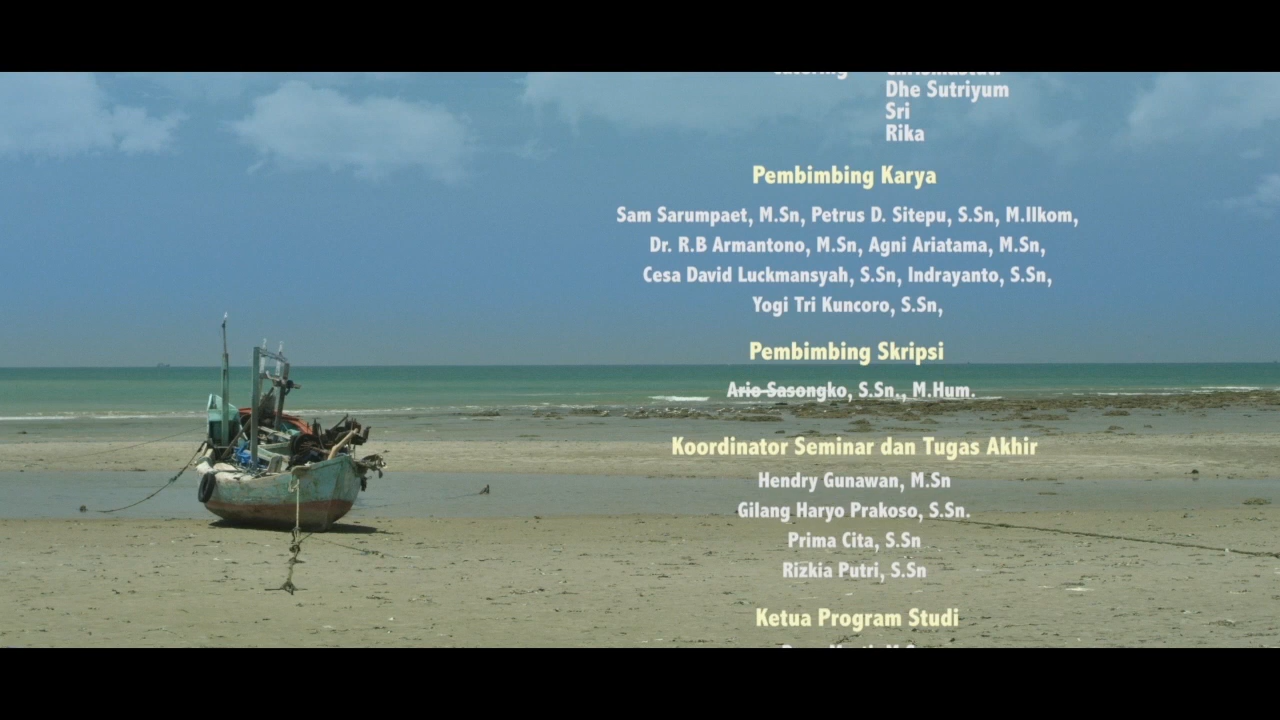 Dhe Sutriyum
Sri
Rika
Pembimbing Karya
Sam Sarumpaet, M.Sn, Petrus D. Sitepu, S.Sn, M.Ilkom,
Dr. R.B Armantono, M.Sn, Agni Ariatama, M.Sn,
Cesa David Luckmansyah, S.Sn, Indrayanto, S.Sn,
Yogi Tri Kuncoro, S.Sn,
Pembimbing Skripsi
Ario Sasongko, S.Sn., M.Hum.
Koordinator Seminar dan Tugas Akhir
Hendry Gunawan, M.Sn
Gilang Haryo Prakoso, S.Sn.
Prima Cita, S.Sn
Rizkia Putri, S.Sn
Ketua Program Studi